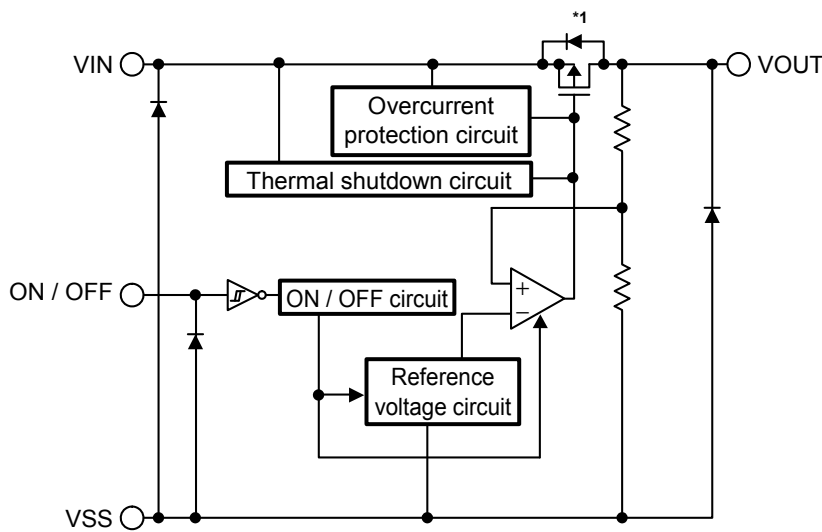 *1
VIN
VOUT
Overcurrent
protection circuit
Thermal shutdown circuit
ON / OFF
ON / OFF circuit
+
−
Reference
voltage circuit
VSS